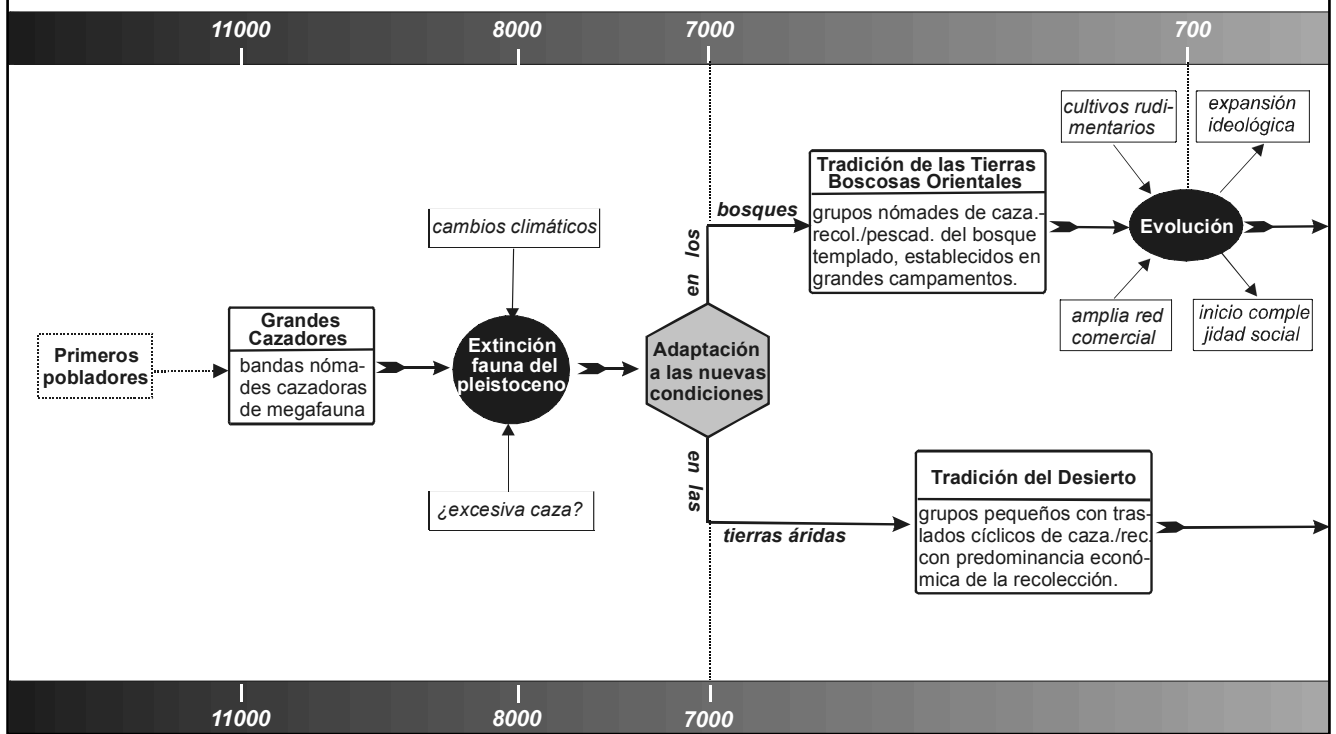 11000 8000 7000 700
cultivos rudi-
mentarios
expansión
ideológica
Tradición de las Tierras
Boscosas Orientales
grupos nómades de caza.-
recol./pescad. del bosque
templado, establecidos en
grandes campamentos.
Evolución
amplia red
comercial
inicio comple
jidad social
bosques
en los
cambios climáticos
Primeros
pobladores
Grandes
Cazadores
bandas nóma-
des cazadoras
de megafauna
Extinción
fauna del
pleistoceno
Adaptación
a las nuevas
condiciones
¿excesiva caza?
en las
tierras áridas
Tradición del Desierto
grupos pequeños con tras-
lados cíclicos de caza./rec.
con predominancia econó-
mica de la recolección.
11000 8000 7000